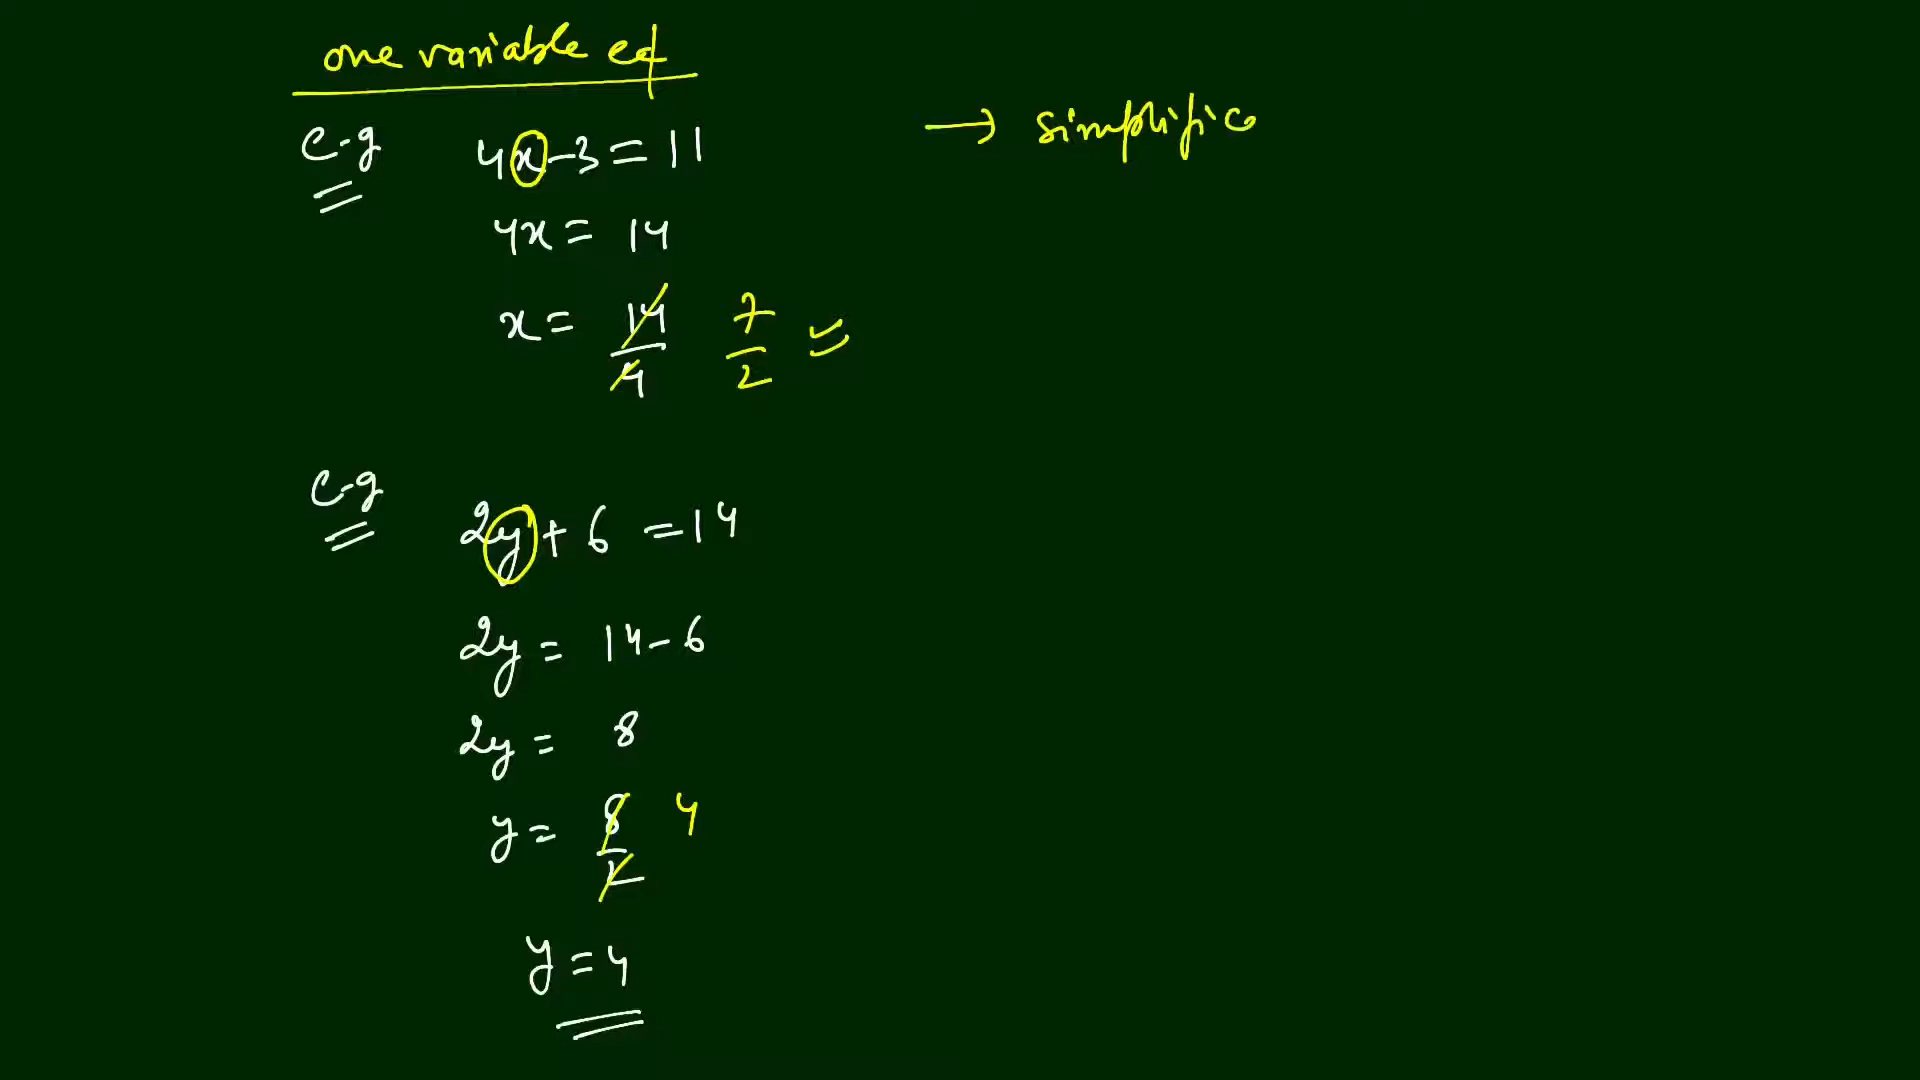 one variable eq
e-g 4x-3=11
4x= 14
x= 14/4 7/2
e-g 2y+ 6 =14
2y= 14-6
2y= 8
y= 8/2 4
y=4
→ simplific